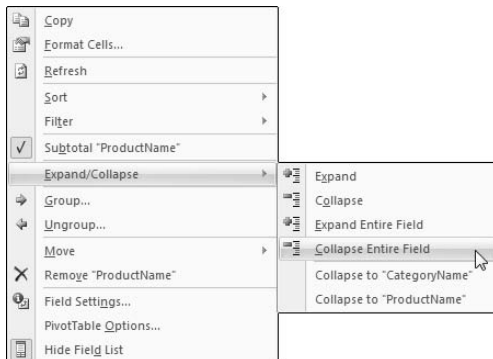 Copy
Format Cells...
Refresh
Sort
Filter
Subtotal "ProductName"
Expand/Collapse
Group...
Ungroup...
Move
Remove "ProductName"
Field Settings...
PivotTable Options...
Hide Field List
Expand
Collapse
Expand Entire Field
Collapse Entire Field
Collapse to "CategoryName"
Collapse to "ProductName"